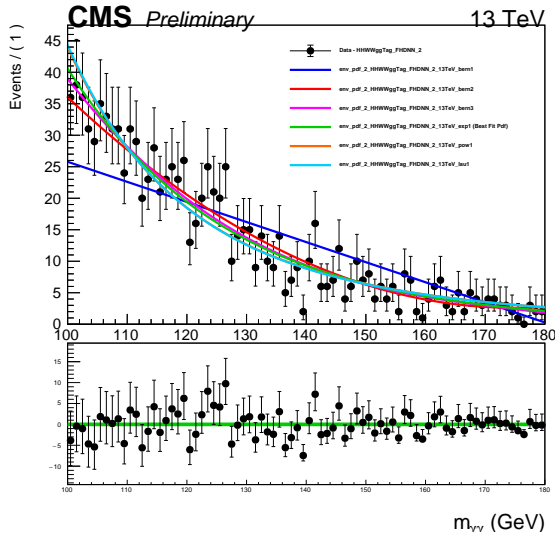 CMS Preliminary 13 TeV
Events / ( 1 )
45
40
35
30
25
20
15
10
5
0
Data - HHWWggTag_FHDNN_2
env_pdf_2_HHWWggTag_FHDNN_2_13TeV_bern1
env_pdf_2_HHWWggTag_FHDNN_2_13TeV_bern2
env_pdf_2_HHWWggTag_FHDNN_2_13TeV_bern3
env_pdf_2_HHWWggTag_FHDNN_2_13TeV_exp1 (Best Fit Pdf)
env_pdf_2_HHWWggTag_FHDNN_2_13TeV_pow1
env_pdf_2_HHWWggTag_FHDNN_2_13TeV_lau1
100 110 120 130 140 150 160 170 180
15
10
5
0
−5
−10
100 110 120 130 140 150 160 170 180
mγγ (GeV)